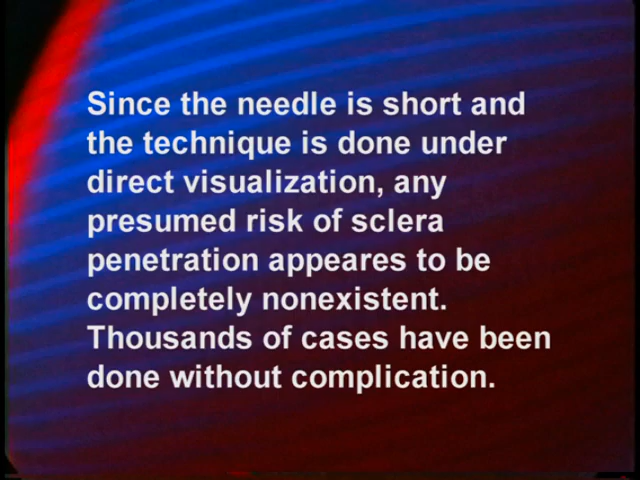 Since the needle is short and
the technique is done under
direct visualization, any
presumed risk of sclera
penetration appeares to be
completely nonexistent.
Thousands of cases have been
done without complication.